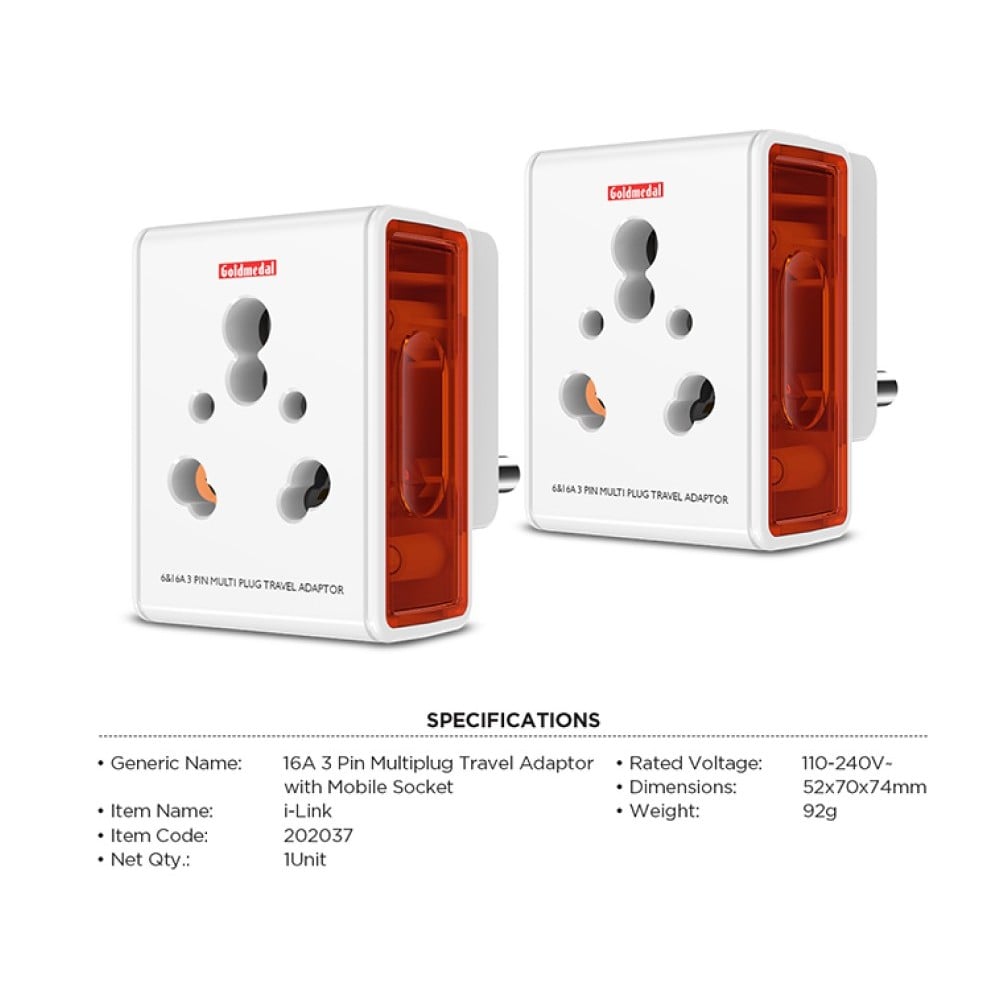 Goldmedal
6&16A 3 PIN MULTI PLUG TRAVEL ADAPTOR
Goldmedal
6&16A 3 PIN MULTI PLUG TRAVEL ADAPTOR
SPECIFICATIONS
• Generic Name: 16A 3 Pin Multiplug Travel Adaptor
with Mobile Socket
• Item Name: i-Link
• Item Code: 202037
• Net Qty.: 1Unit
• Rated Voltage: 110-240V~
• Dimensions: 52x70x74mm
• Weight: 92g